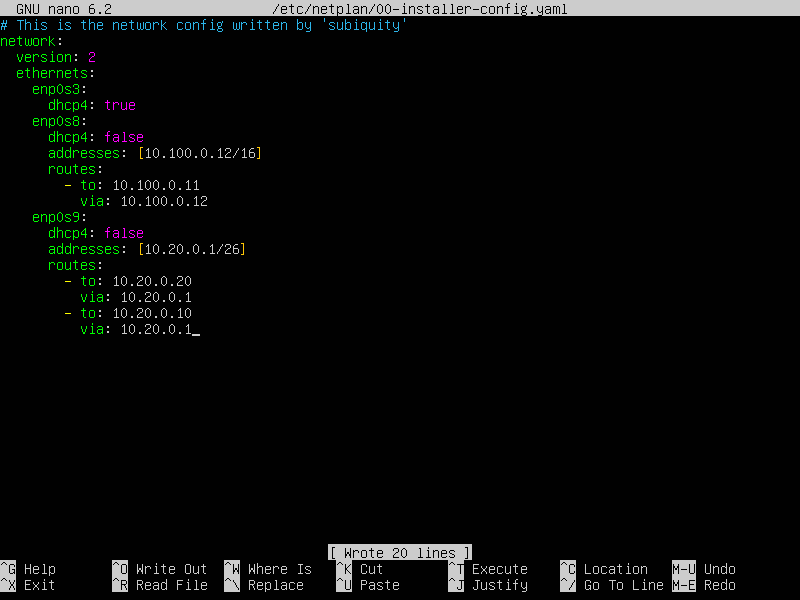 GNU nano 6.2 /etc/netplan/00-installer-config.yaml
# This is the network config written by 'subiquity'
network:
  version: 2
  ethernets:
    enp0s3:
      dhcp4: true
    enp0s8:
      dhcp4: false
      addresses: [10.100.0.12/16]
      routes:
        - to: 10.100.0.11
          via: 10.100.0.12
    enp0s9:
      dhcp4: false
      addresses: [10.20.0.1/26]
      routes:
        - to: 10.20.0.20
          via: 10.20.0.1
        - to: 10.20.0.10
          via: 10.20.0.1_
[ Wrote 20 lines ]
^G Help ^O Write Out ^W Where Is ^K Cut ^T Execute ^C Location M-U Undo
^X Exit ^R Read File ^\ Replace ^U Paste ^J Justify ^/ Go To Line M-E Redo